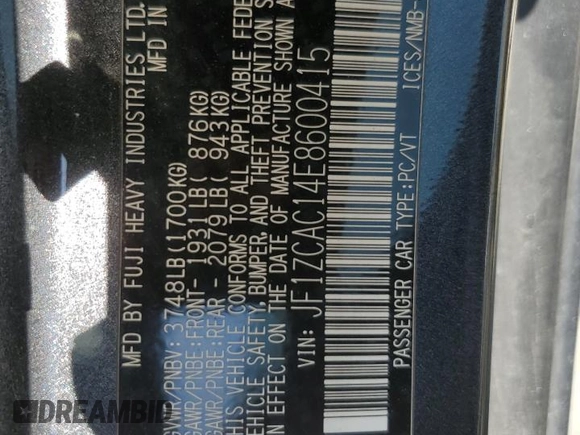 MFD BY FUJI HEAVY INDUSTRIES LTD.
MFD IN
GVWR/PNBV: 3748LB(1700KG)
GAWR/PNBE:FRONT- 1931LB( 876KG)
GAWR/PNBE:REAR - 2079LB( 943KG)
THIS VEHICLE CONFORMS TO ALL APPLICABLE FEDE
VEHICLE SAFETY, BUMPER, AND THEFT PREVENTION S
IN EFFECT ON THE DATE OF MANUFACTURE SHOWN A
VIN: JF1ZCAC14E8600415
PASSENGER CAR TYPE:PC/VT ICES/NMB-
DREAMBID